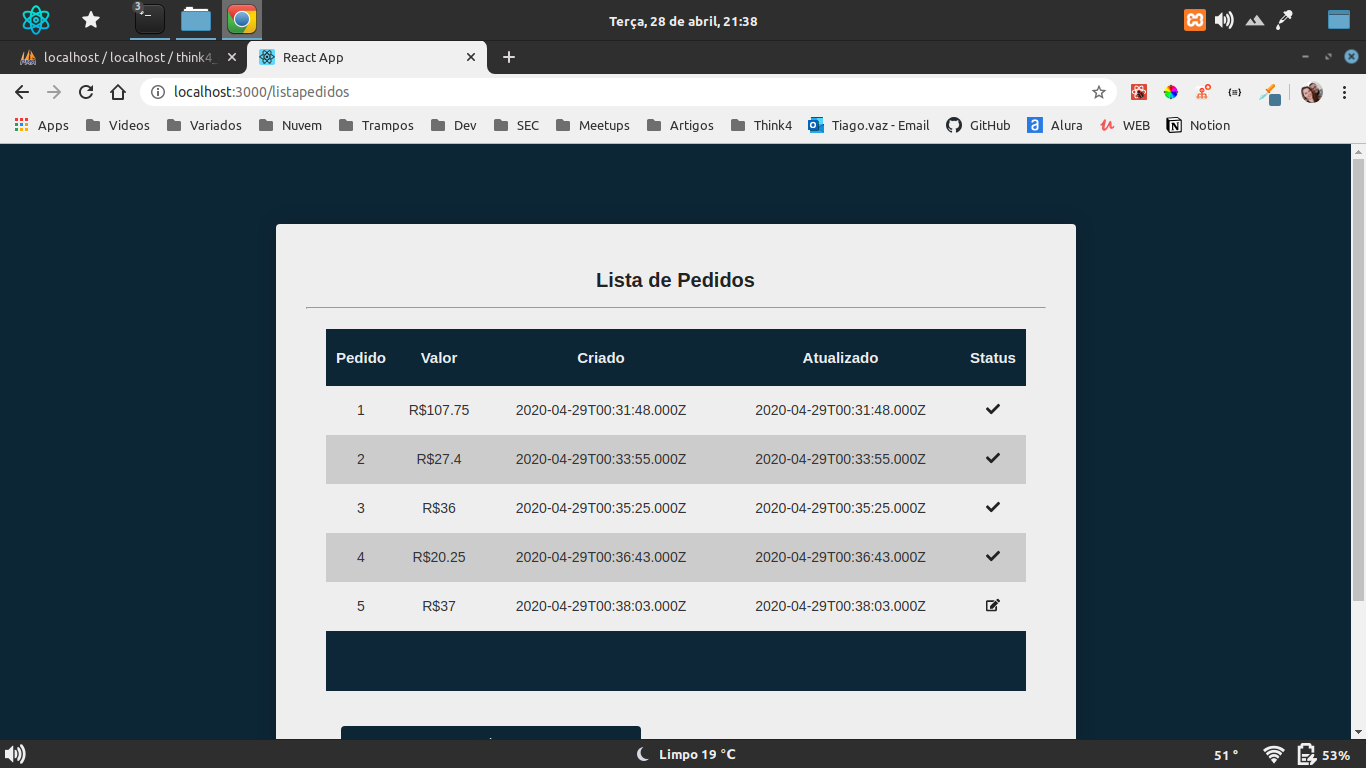 3
Terça, 28 de abril, 21:38
localhost / localhost / think4_
React App
localhost:3000/listapedidos
Apps Videos Variados Nuvem Trampos Dev SEC Meetups Artigos Think4 Tiago.vaz - Email GitHub Alura WEB Notion
Lista de Pedidos
Pedido Valor Criado Atualizado Status
1 R$107.75 2020-04-29T00:31:48.000Z 2020-04-29T00:31:48.000Z
2 R$27.4 2020-04-29T00:33:55.000Z 2020-04-29T00:33:55.000Z
3 R$36 2020-04-29T00:35:25.000Z 2020-04-29T00:35:25.000Z
4 R$20.25 2020-04-29T00:36:43.000Z 2020-04-29T00:36:43.000Z
5 R$37 2020-04-29T00:38:03.000Z 2020-04-29T00:38:03.000Z
Limpo 19 °C
51 °
53%